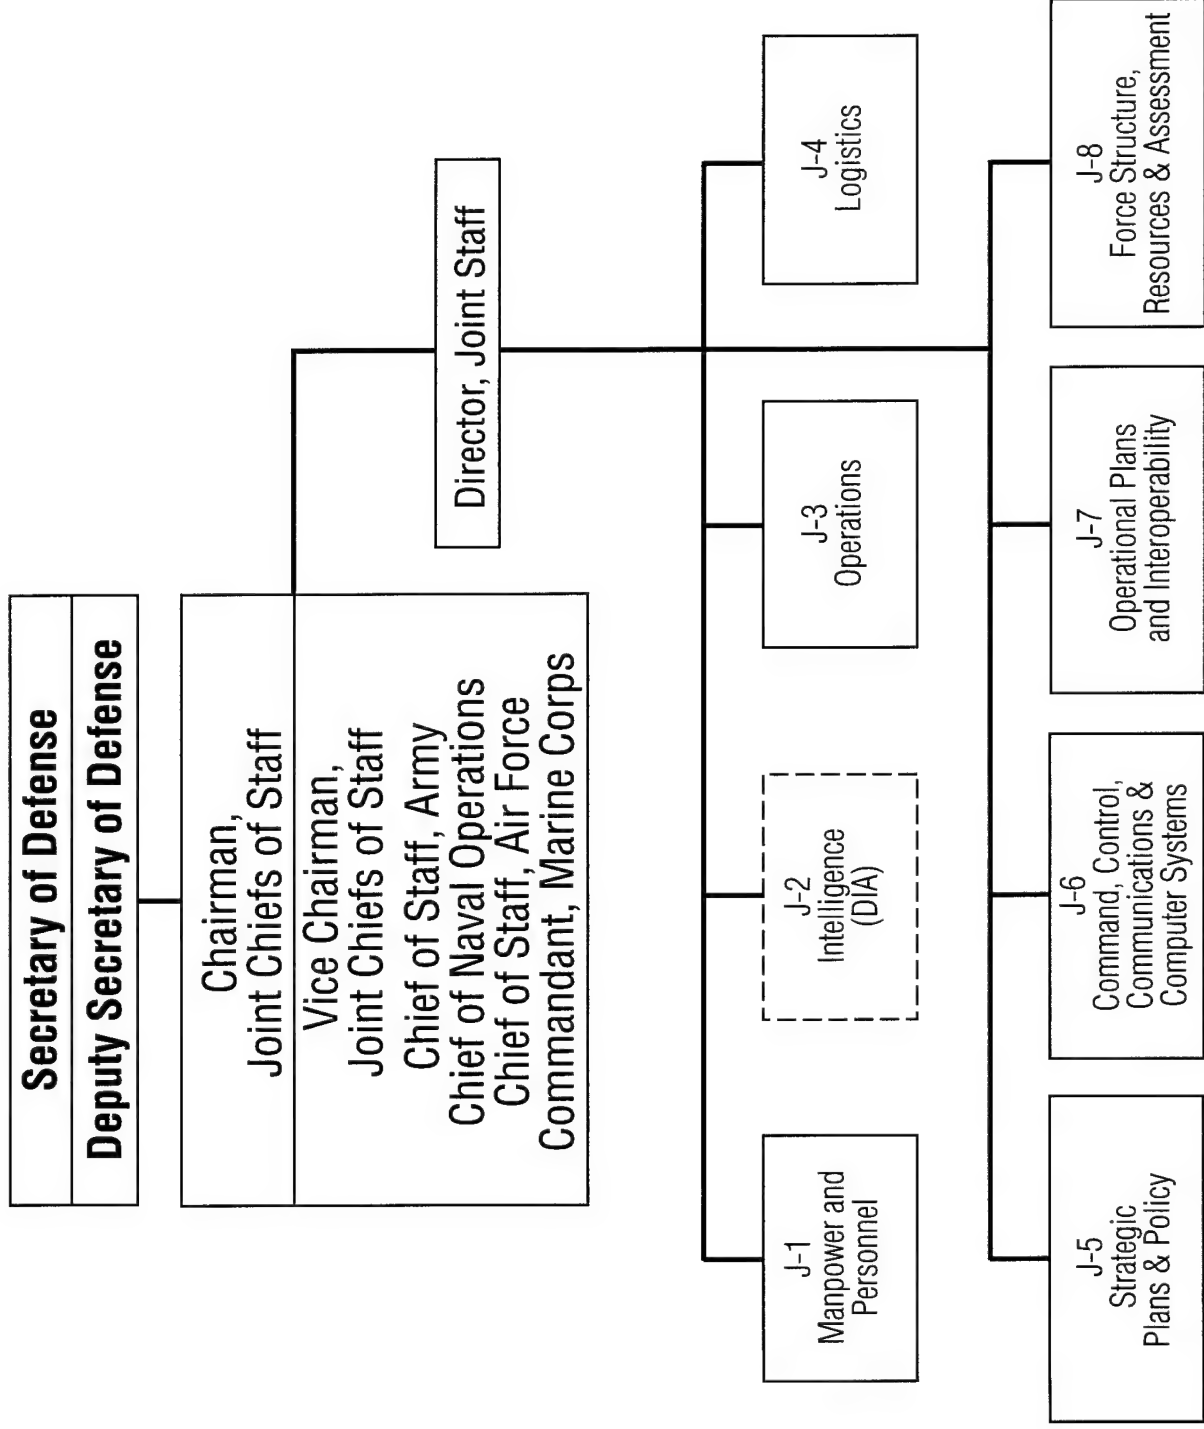 Secretary of Defense
Deputy Secretary of Defense
Chairman,
Joint Chiefs of Staff
Vice Chairman,
Joint Chiefs of Staff
Chief of Staff, Army
Chief of Naval Operations
Chief of Staff, Air Force
Commandant, Marine Corps
Director, Joint Staff
J-1
Manpower and
Personnel
J-2
Intelligence
(DIA)
J-3
Operations
J-4
Logistics
J-5
Strategic
Plans & Policy
J-6
Command, Control,
Communications &
Computer Systems
J-7
Operational Plans
and Interoperability
J-8
Force Structure,
Resources & Assessment